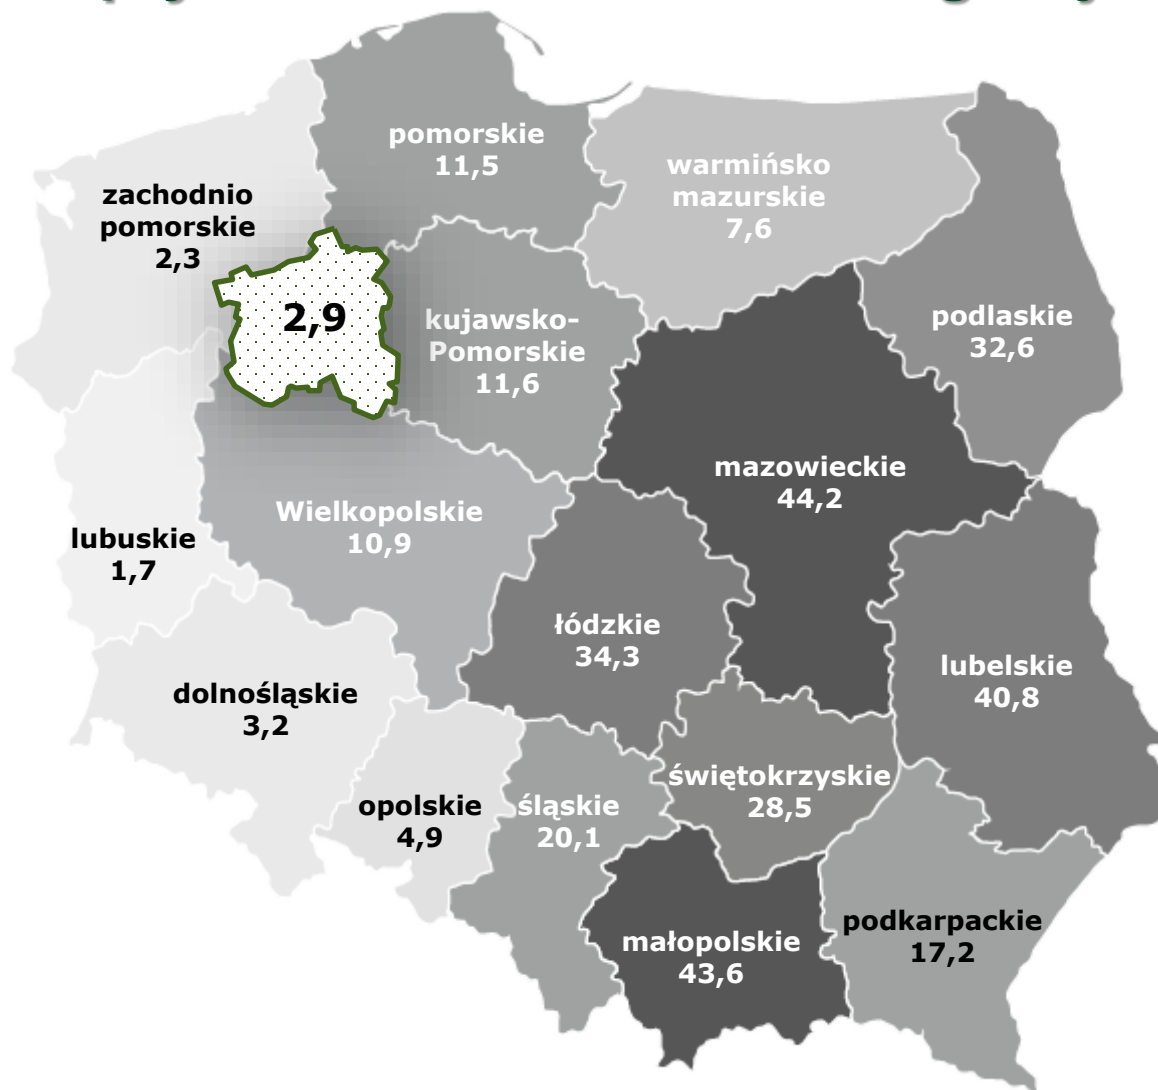 pomorskie
11,5
warmińsko
mazurskie
7,6
zachodnio
pomorskie
2,3
2,9
kujawsko-
Pomorskie
11,6
podlaskie
32,6
mazowieckie
44,2
Wielkopolskie
10,9
lubuskie
1,7
łódzkie
34,3
lubelskie
40,8
dolnośląskie
3,2
świętokrzyskie
28,5
opolskie
4,9
śląskie
20,1
małopolskie
43,6
podkarpackie
17,2